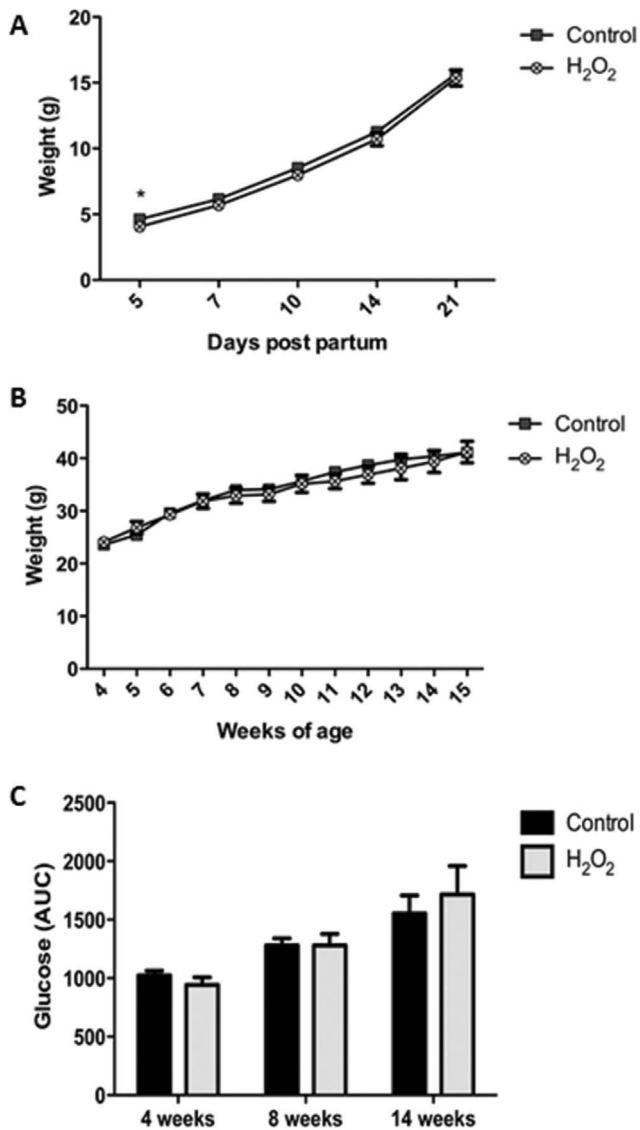 A
20
15
10
5
0
Weight (g)
*
5 7 10 14 21
Days post partum
Control
H₂O₂
B
50
40
30
20
10
0
Weight (g)
4 5 6 7 8 9 10 11 12 13 14 15
Weeks of age
Control
H₂O₂
C
2500
2000
1500
1000
500
0
Glucose (AUC)
4 weeks 8 weeks 14 weeks
Control
H₂O₂